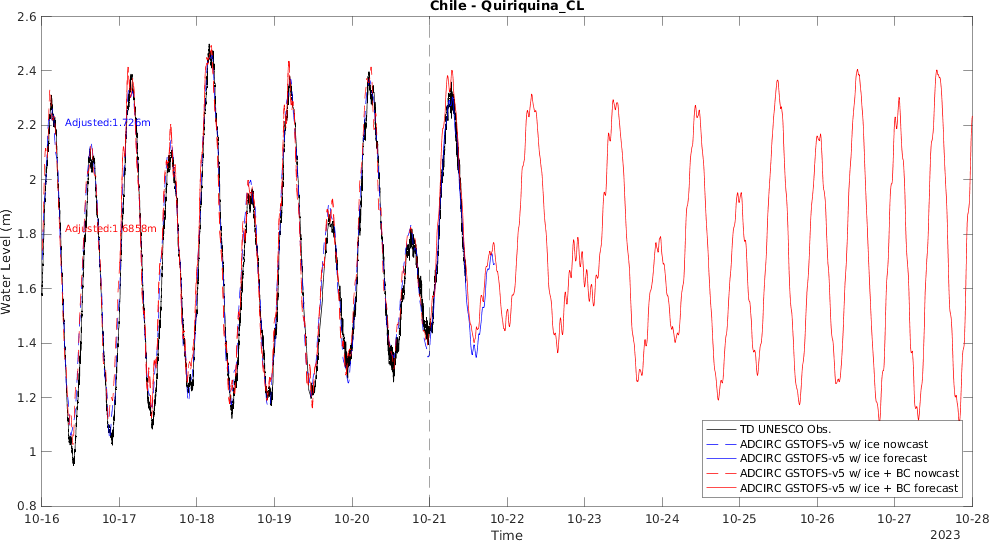 Chile - Quiriquina_CL
2.6
2.4
2.2
2
1.8
1.6
1.4
1.2
1
0.8
Water Level (m)
Adjusted:1.726m
Adjusted:1.6858m
TD UNESCO Obs.
ADCIRC GSTOFS-v5 w/ ice nowcast
ADCIRC GSTOFS-v5 w/ ice forecast
ADCIRC GSTOFS-v5 w/ ice + BC nowcast
ADCIRC GSTOFS-v5 w/ ice + BC forecast
10-16 10-17 10-18 10-19 10-20 10-21 10-22 10-23 10-24 10-25 10-26 10-27 10-28
Time
2023